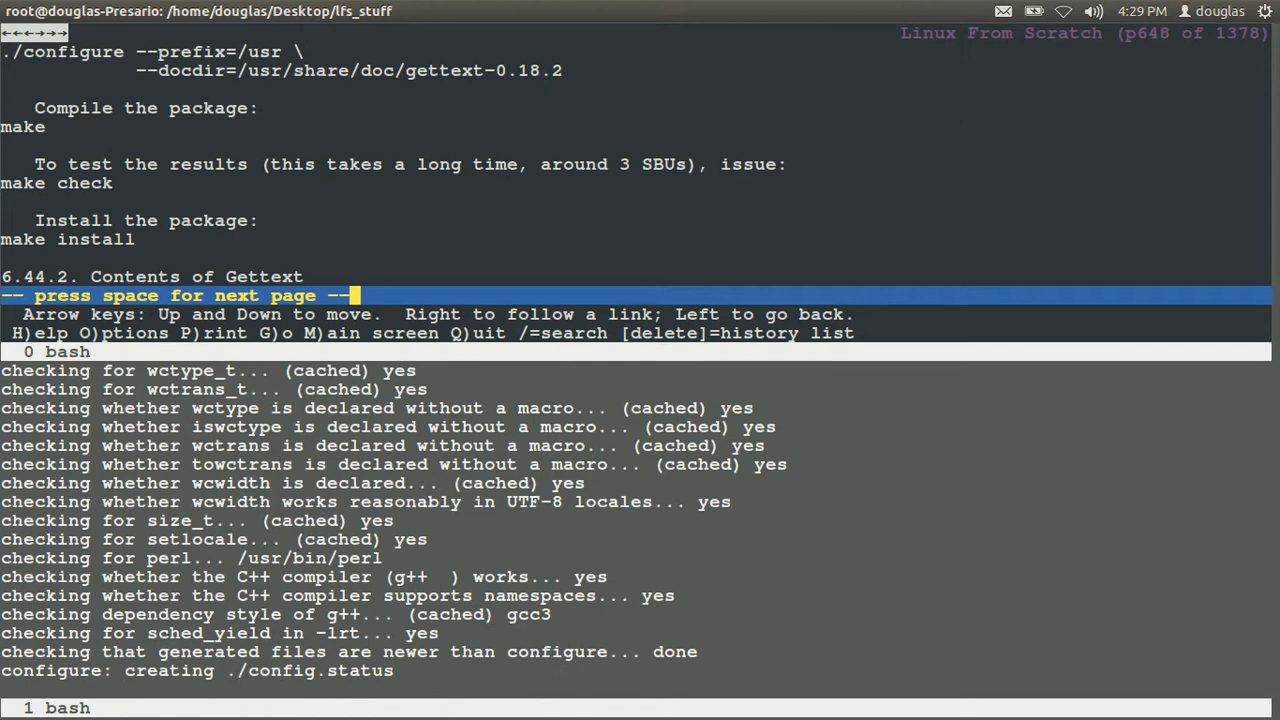 root@douglas-Presario: /home/douglas/Desktop/lfs_stuff 4:29 PM douglas
←←←→→→ Linux From Scratch (p648 of 1378)
./configure --prefix=/usr \
            --docdir=/usr/share/doc/gettext-0.18.2
   Compile the package:
make
   To test the results (this takes a long time, around 3 SBUs), issue:
make check
   Install the package:
make install
6.44.2. Contents of Gettext
-- press space for next page --
  Arrow keys: Up and Down to move.  Right to follow a link; Left to go back.
 H)elp O)ptions P)rint G)o M)ain screen Q)uit /=search [delete]=history list
  0 bash
checking for wctype_t... (cached) yes
checking for wctrans_t... (cached) yes
checking whether wctype is declared without a macro... (cached) yes
checking whether iswctype is declared without a macro... (cached) yes
checking whether wctrans is declared without a macro... (cached) yes
checking whether towctrans is declared without a macro... (cached) yes
checking whether wcwidth is declared... (cached) yes
checking whether wcwidth works reasonably in UTF-8 locales... yes
checking for size_t... (cached) yes
checking for setlocale... (cached) yes
checking for perl... /usr/bin/perl
checking whether the C++ compiler (g++  ) works... yes
checking whether the C++ compiler supports namespaces... yes
checking dependency style of g++... (cached) gcc3
checking for sched_yield in -lrt... yes
checking that generated files are newer than configure... done
configure: creating ./config.status
  1 bash